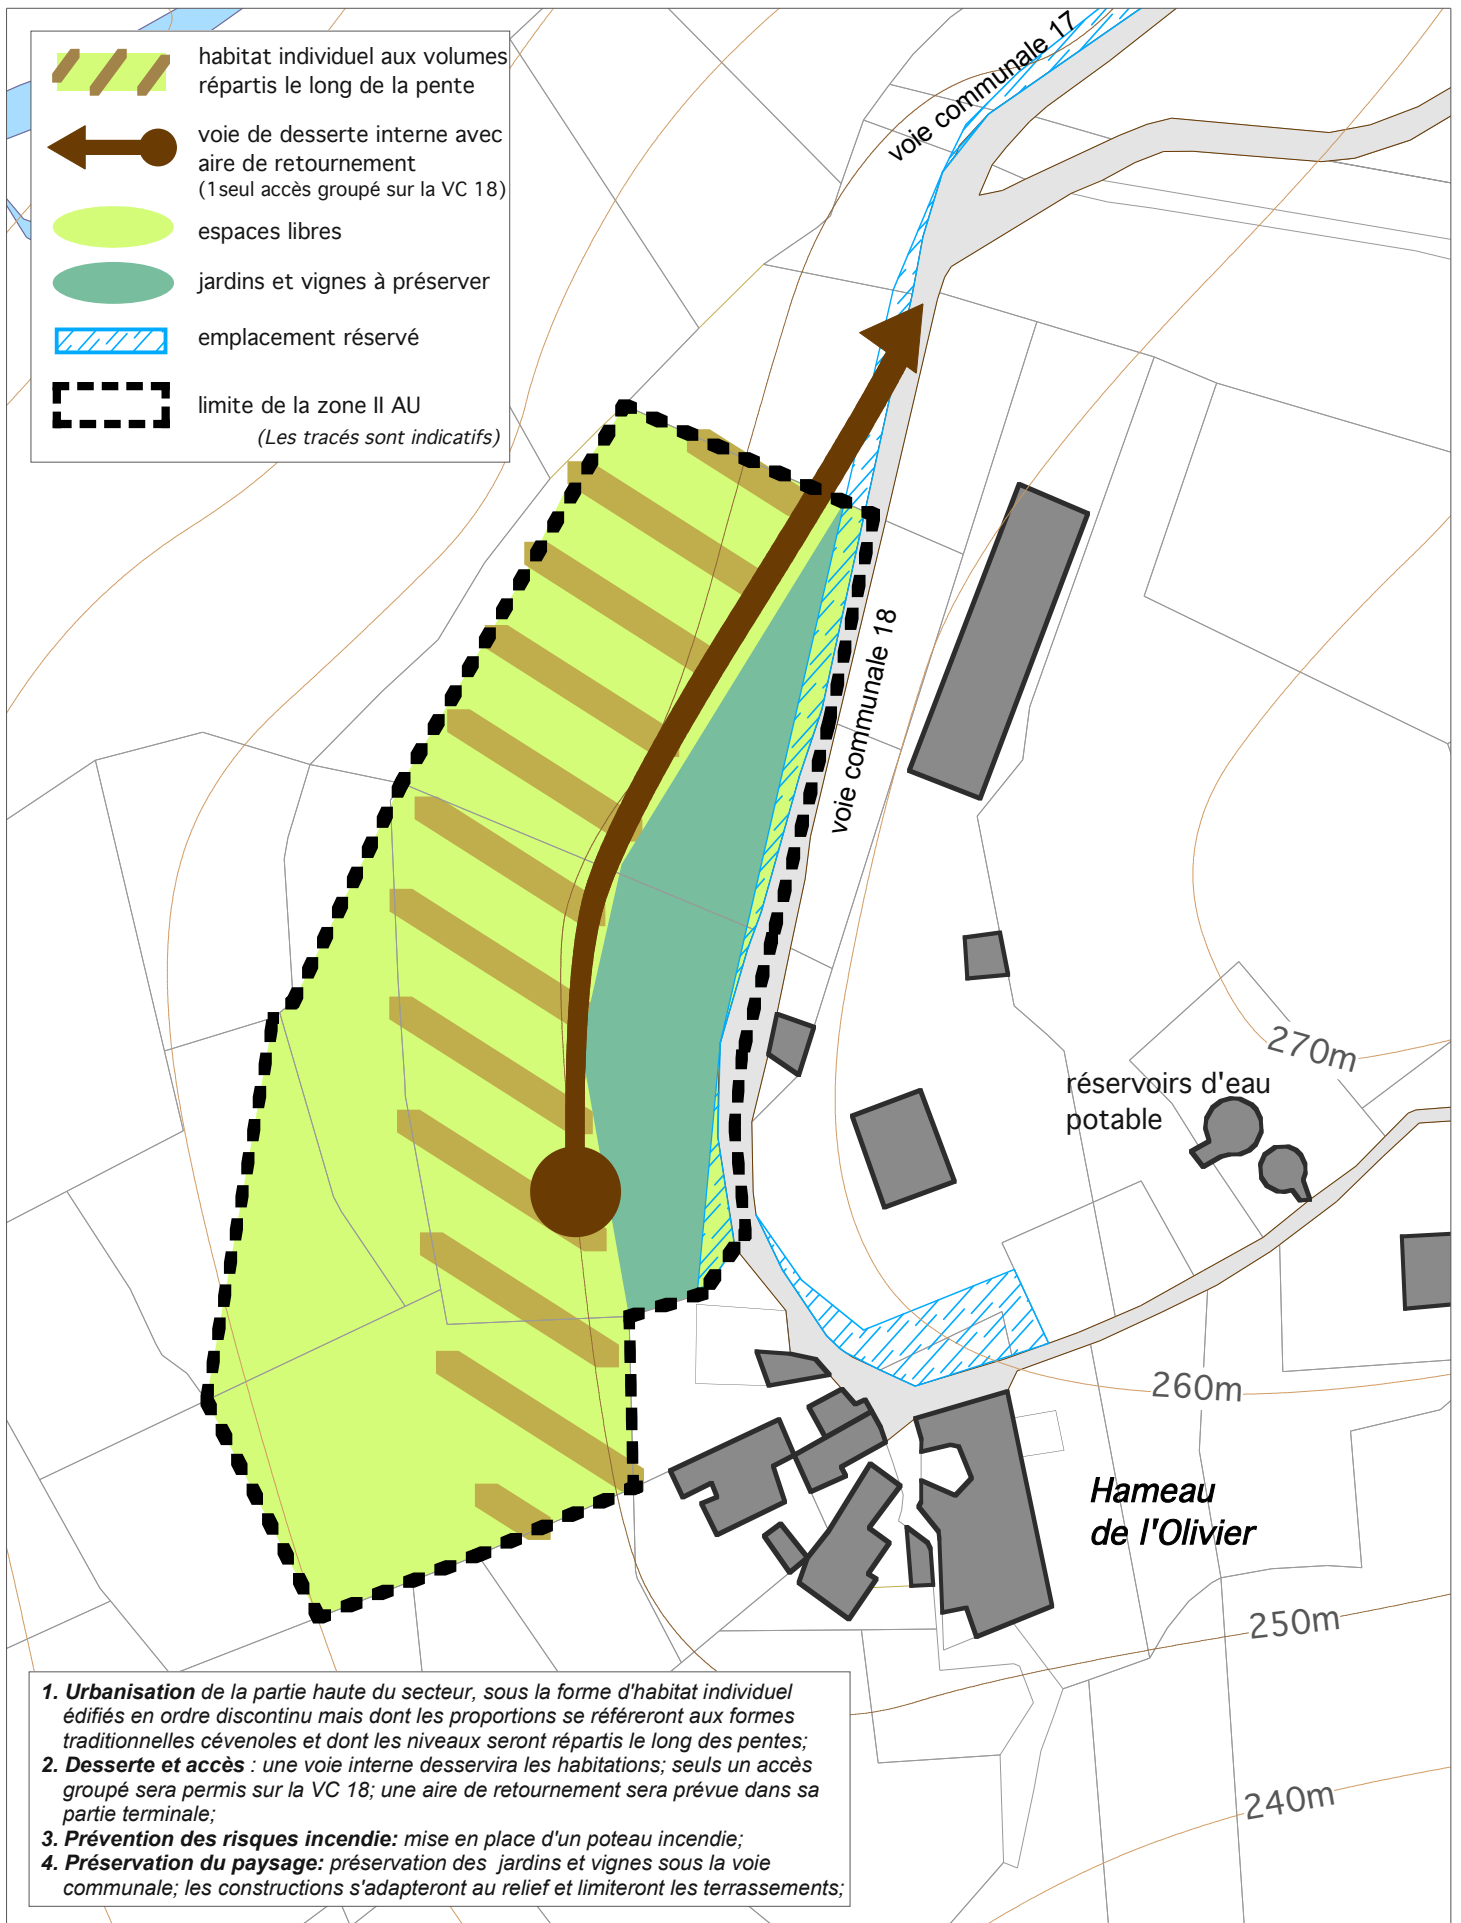 habitat individuel aux volumes
répartis le long de la pente
voie de desserte interne avec
aire de retournement
(1seul accès groupé sur la VC 18)
espaces libres
jardins et vignes à préserver
emplacement réservé
limite de la zone II AU
(Les tracés sont indicatifs)
voie communale 17
voie communale 18
270m
réservoirs d'eau
potable
260m
Hameau
de l'Olivier
250m
240m
1. Urbanisation de la partie haute du secteur, sous la forme d'habitat individuel
édifiés en ordre discontinu mais dont les proportions se référeront aux formes
traditionnelles cévenoles et dont les niveaux seront répartis le long des pentes;
2. Desserte et accès : une voie interne desservira les habitations; seuls un accès
groupé sera permis sur la VC 18; une aire de retournement sera prévue dans sa
partie terminale;
3. Prévention des risques incendie: mise en place d'un poteau incendie;
4. Préservation du paysage: préservation des jardins et vignes sous la voie
communale; les constructions s'adapteront au relief et limiteront les terrassements;